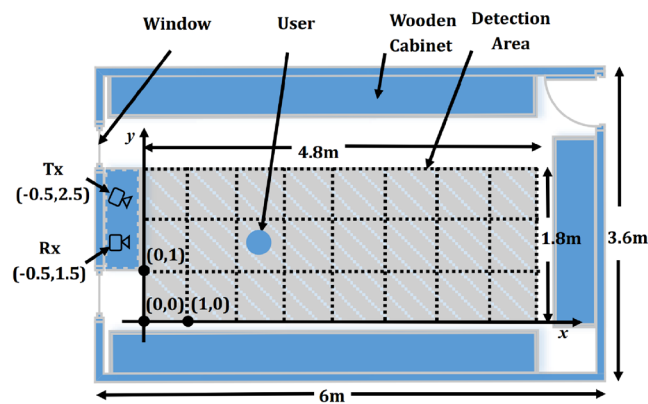 Window
User
Wooden
Cabinet
Detection
Area
y
4.8m
Tx
(-0.5,2.5)
Rx
(-0.5,1.5)
(0,1)
1.8m
3.6m
(0,0)
(1,0)
x
6m